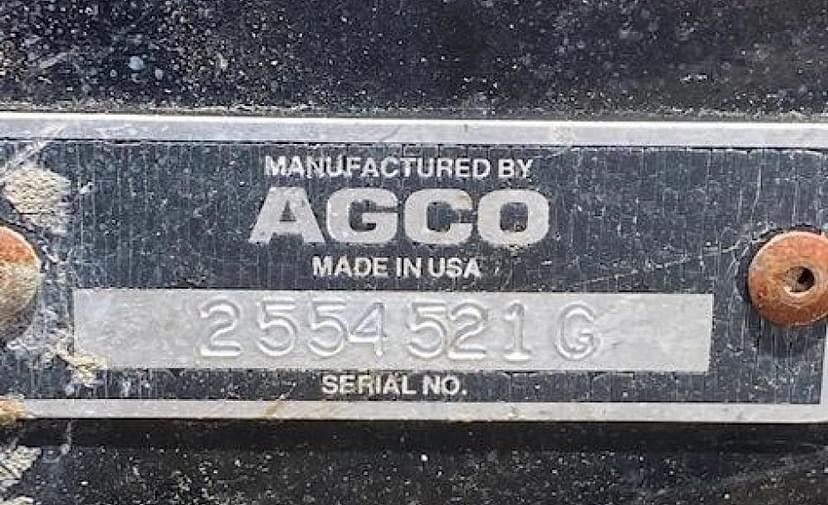 MANUFACTURED BY
AGCO
MADE IN USA
2554521G
SERIAL NO.